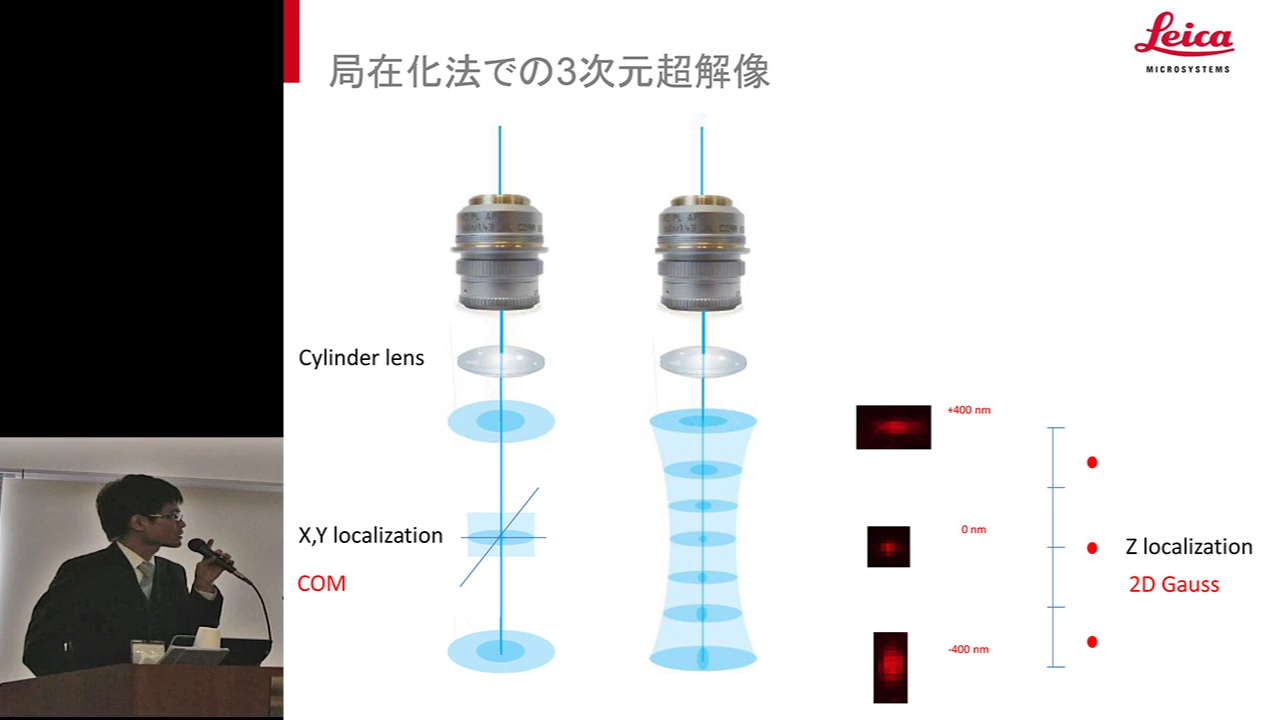 局在化法での3次元超解像
Leica
MICROSYSTEMS
Cylinder lens
+400 nm
X,Y localization
0 nm
Z localization
COM
2D Gauss
-400 nm